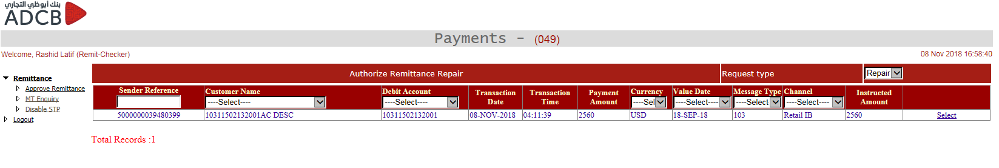 بنك أبوظبي التجاري
ADCB
Payments - (049)
Welcome, Rashid Latif (Remit-Checker)
08 Nov 2018 16:58:40
Remittance
Approve Remittance
MT Enquiry
Disable STP
Logout
Authorize Remittance Repair Request type Repair
Sender Reference Customer Name Debit Account Transaction Date Transaction Time Payment Amount Currency Value Date Message Type Channel Instructed Amount
----Select---- ----Select---- ----Sel ----Select---- ----Select- ----Select----
5000000039480399 10311502132001AC DESC 10311502132001 08-NOV-2018 04:11:39 2560 USD 18-SEP-18 103 Retail IB 2560 Select
Total Records :1